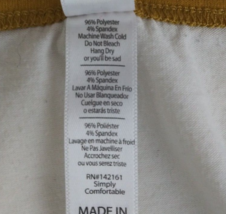 96% Polyester
4% Spandex
Machine Wash Cold
Do Not Bleach
Hang Dry
or you'll be sad
96% Polyester
4% Spandex
Lavar A Máquina En Frío
No Usar Blanqueador
Cuelgue en seco
o estarás triste
96% Poliéster
4% Spandex
Lavage en machine à froid
Ne Pas Javelliser
Accrochez sec
ou vous serez triste
RN#142161
Simply
Comfortable
MADE IN